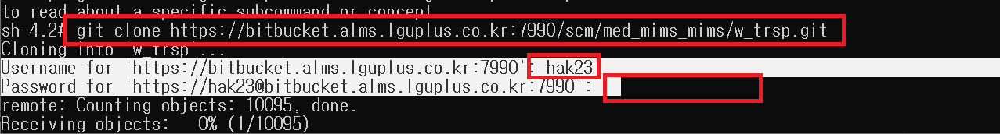 to read about a specific subcommand or concept
sh-4.2# git clone https://bitbucket.alms.lguplus.co.kr:7990/scm/med_mims_mims/w_trsp.git
Cloning into 'w_trsp'...
Username for 'https://bitbucket.alms.lguplus.co.kr:7990': hak23
Password for 'https://hak23@bitbucket.alms.lguplus.co.kr:7990':
remote: Counting objects: 10095, done.
Receiving objects:   0% (1/10095)